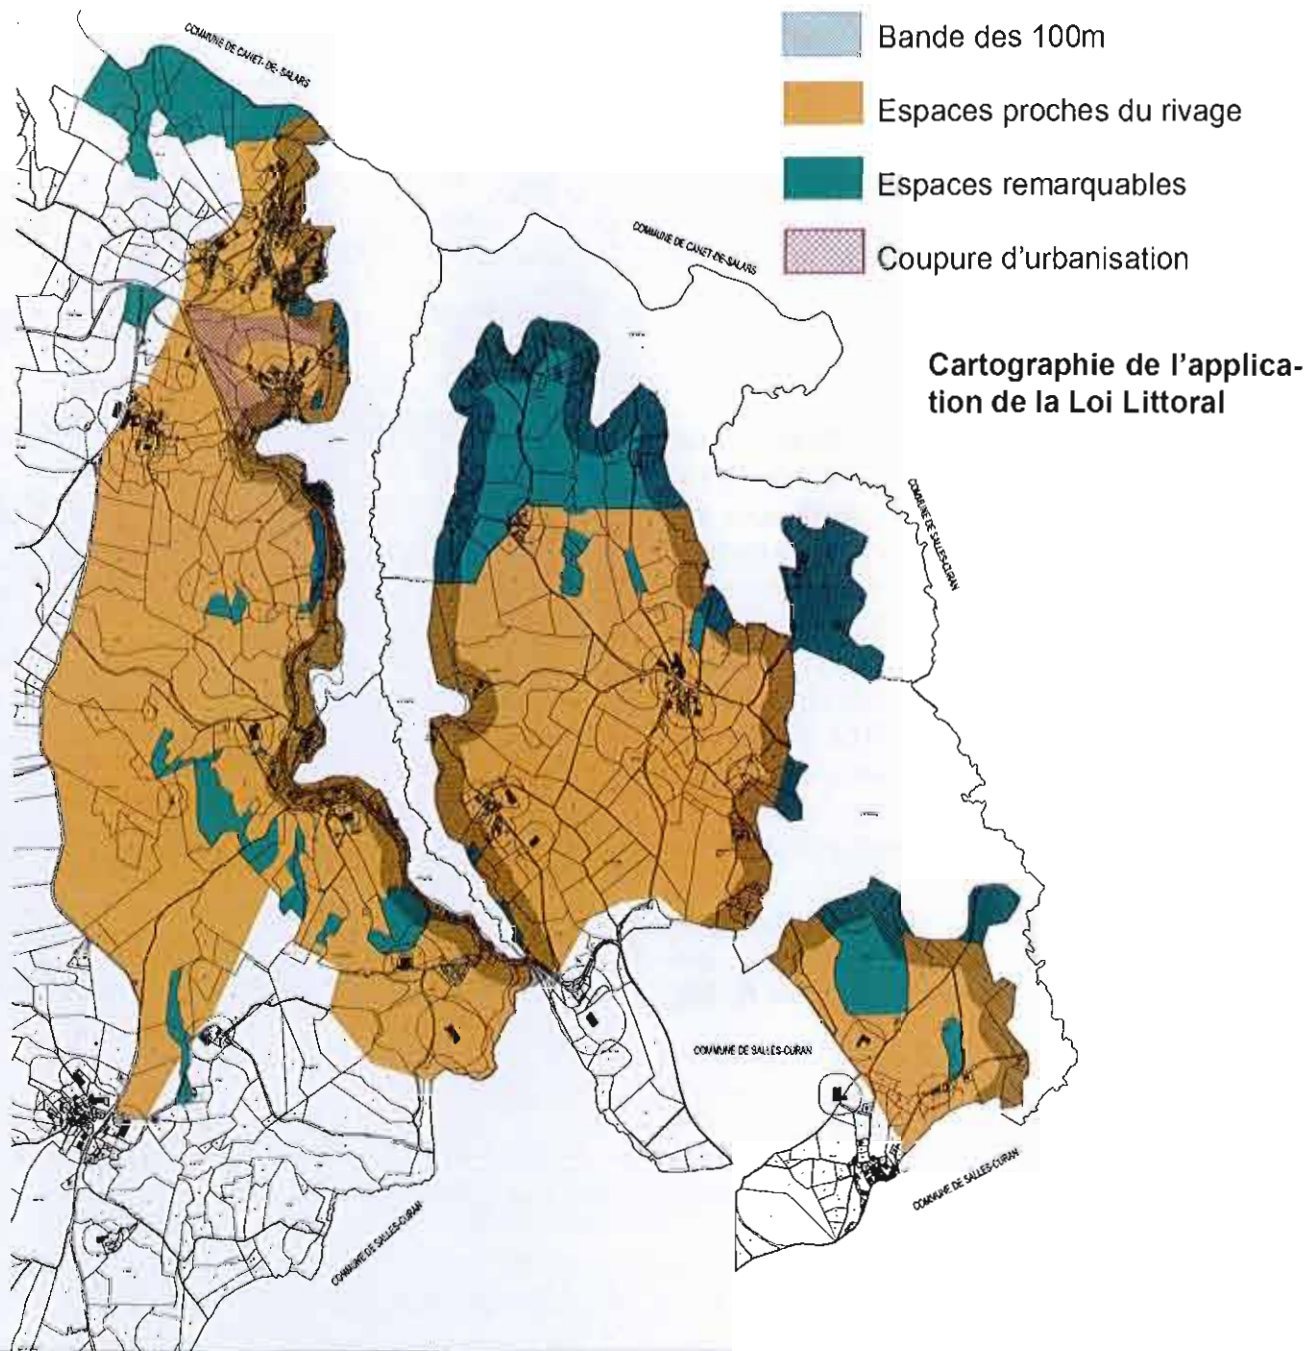 Bande des 100m
Espaces proches du rivage
Espaces remarquables
Coupure d'urbanisation
Cartographie de l'applica-
tion de la Loi Littoral
COMMUNE DE CANET-DE-SALARS
COMMUNE DE CANET-DE-SALARS
COMMUNE DE SALLES-CURAN
COMMUNE DE SALLES-CURAN
COMMUNE DE SALLES-CURAN
COMMUNE DE SALLES-CURAN